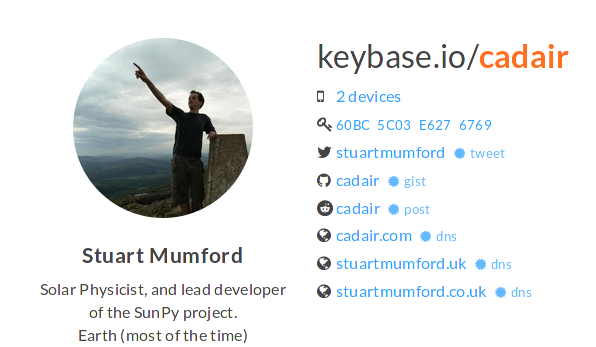 keybase.io/cadair
2 devices
60BC 5C03 E627 6769
stuartmumford tweet
cadair gist
cadair post
cadair.com dns
stuartmumford.uk dns
stuartmumford.co.uk dns
Stuart Mumford
Solar Physicist, and lead developer
of the SunPy project.
Earth (most of the time)